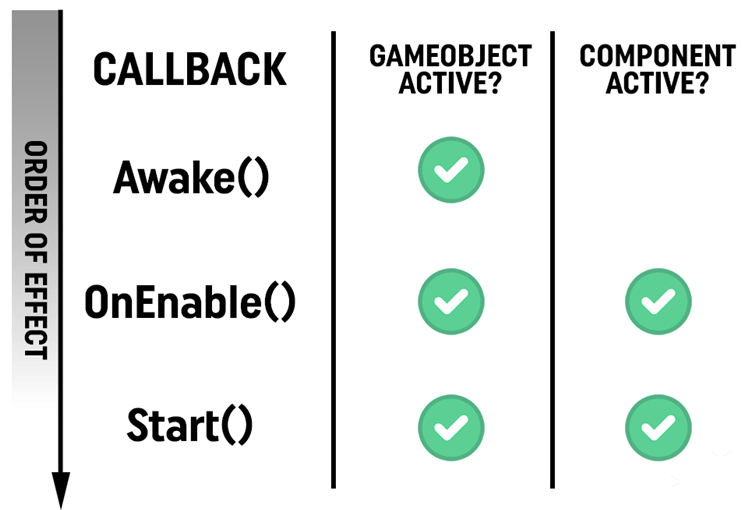 ORDER OF EFFECT
CALLBACK
GAMEOBJECT
ACTIVE?
COMPONENT
ACTIVE?
Awake()
OnEnable()
Start()